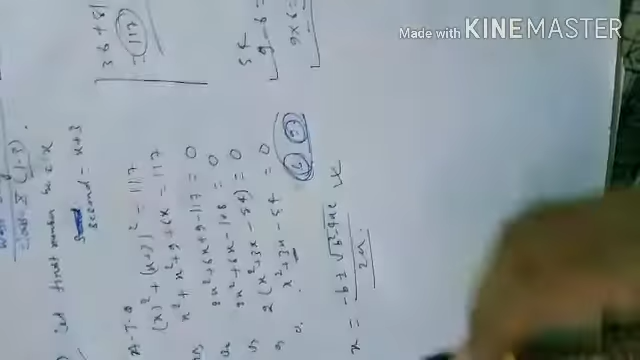 Made with KINEMASTER
Let first number be = x
second = x+3
A.T.Q
(x)² + (x+3)² = 117
x² + x² + 9 + 6x = 117
2x² + 6x + 9 - 117 = 0
2x² + 6x - 108 = 0
2(x² + 3x - 54) = 0
x² + 3x - 54 = 0
x = -b ± √b²-4ac
2a
36 + 81
= 117
54
9 - 6 =
9x6 =